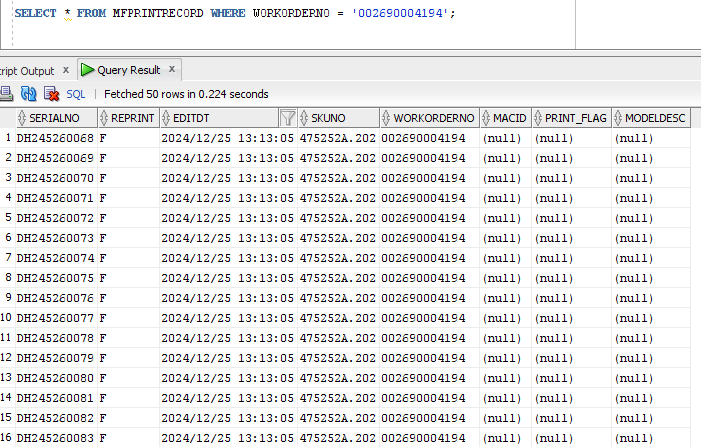 SELECT * FROM MFPRINTRECORD WHERE WORKORDERNO = '002690004194';
ript Output x Query Result x
SQL | Fetched 50 rows in 0.224 seconds
SERIALNO REPRINT EDITDT SKUNO WORKORDERNO MACID PRINT_FLAG MODELDESC
1 DH245260068 F 2024/12/25 13:13:05 475252A.202 002690004194 (null) (null) (null)
2 DH245260069 F 2024/12/25 13:13:05 475252A.202 002690004194 (null) (null) (null)
3 DH245260070 F 2024/12/25 13:13:05 475252A.202 002690004194 (null) (null) (null)
4 DH245260071 F 2024/12/25 13:13:05 475252A.202 002690004194 (null) (null) (null)
5 DH245260072 F 2024/12/25 13:13:05 475252A.202 002690004194 (null) (null) (null)
6 DH245260073 F 2024/12/25 13:13:05 475252A.202 002690004194 (null) (null) (null)
7 DH245260074 F 2024/12/25 13:13:05 475252A.202 002690004194 (null) (null) (null)
8 DH245260075 F 2024/12/25 13:13:05 475252A.202 002690004194 (null) (null) (null)
9 DH245260076 F 2024/12/25 13:13:05 475252A.202 002690004194 (null) (null) (null)
10 DH245260077 F 2024/12/25 13:13:05 475252A.202 002690004194 (null) (null) (null)
11 DH245260078 F 2024/12/25 13:13:05 475252A.202 002690004194 (null) (null) (null)
12 DH245260079 F 2024/12/25 13:13:05 475252A.202 002690004194 (null) (null) (null)
13 DH245260080 F 2024/12/25 13:13:05 475252A.202 002690004194 (null) (null) (null)
14 DH245260081 F 2024/12/25 13:13:05 475252A.202 002690004194 (null) (null) (null)
15 DH245260082 F 2024/12/25 13:13:05 475252A.202 002690004194 (null) (null) (null)
16 DH245260083 F 2024/12/25 13:13:05 475252A.202 002690004194 (null) (null) (null)